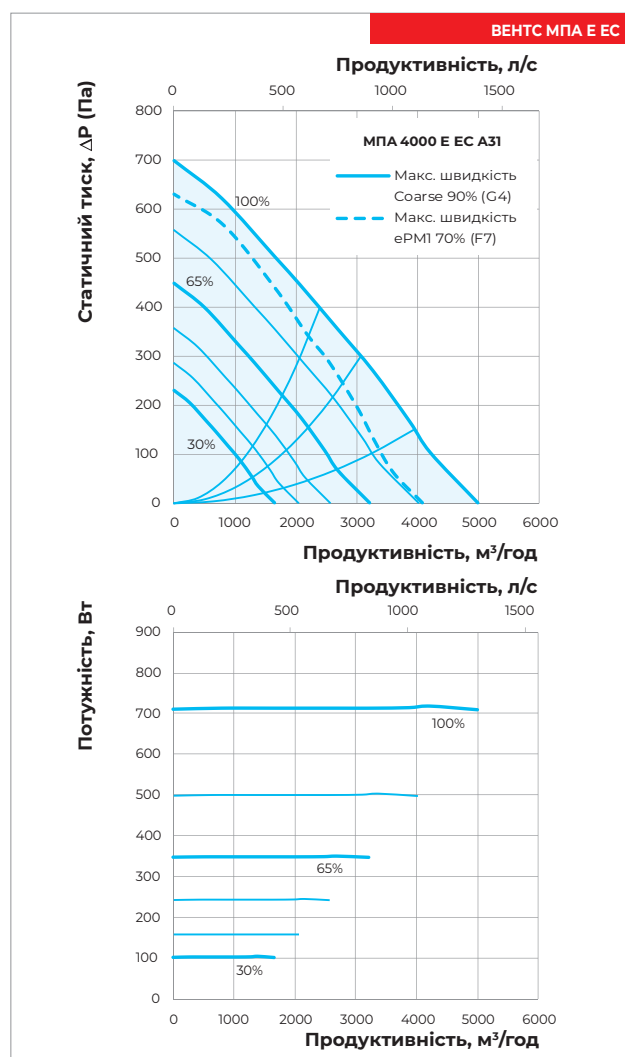 ВЕНТС МПА Е ЕС
Продуктивність, л/с
0 500 1000 1500
Статичний тиск, ΔP (Па)
800
700
600
500
400
300
200
100
0
МПА 4000 Е ЕС А31
Макс. швидкість
Coarse 90% (G4)
Макс. швидкість
ePM1 70% (F7)
100%
65%
30%
0 1000 2000 3000 4000 5000 6000
Продуктивність, м³/год
Продуктивність, л/с
0 500 1000 1500
Потужність, Вт
900
800
700
600
500
400
300
200
100
0
100%
65%
30%
0 1000 2000 3000 4000 5000 6000
Продуктивність, м³/год